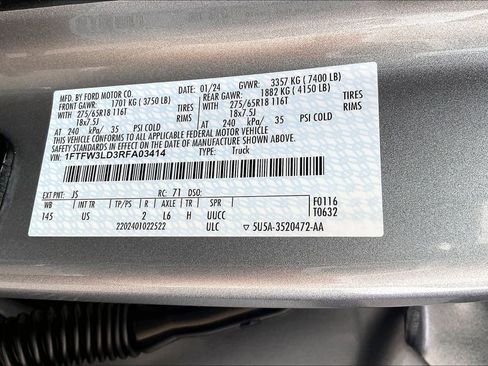 MFD. BY FORD MOTOR CO. 01/24 GVWR: 3357 KG (7400 LB)
FRONT GAWR: 1701 KG (3750 LB) REAR GAWR: 1882 KG (4150 LB)
WITH 275/65R18 116T TIRES WITH 275/65R18 116T TIRES
18x7.5J RIMS 18x7.5J RIMS
AT 240 kPa/ 35 PSI COLD AT 240 kPa/ 35 PSI COLD
THIS VEHICLE CONFORMS TO ALL APPLICABLE FEDERAL MOTOR VEHICLE
SAFETY STANDARDS IN EFFECT ON THE DATE OF MANUFACTURE SHOWN ABOVE.
VIN: 1FTFW3LD3RFA03414 TYPE: Truck
EXT PNT: JS RC: 71 DSO: F0116
WB INT TR TP/PS R AXLE TR SPR T0632
145 US 2 L6 H UUCC
2202401022522 ULC ▽ 5U5A-3520472-AA